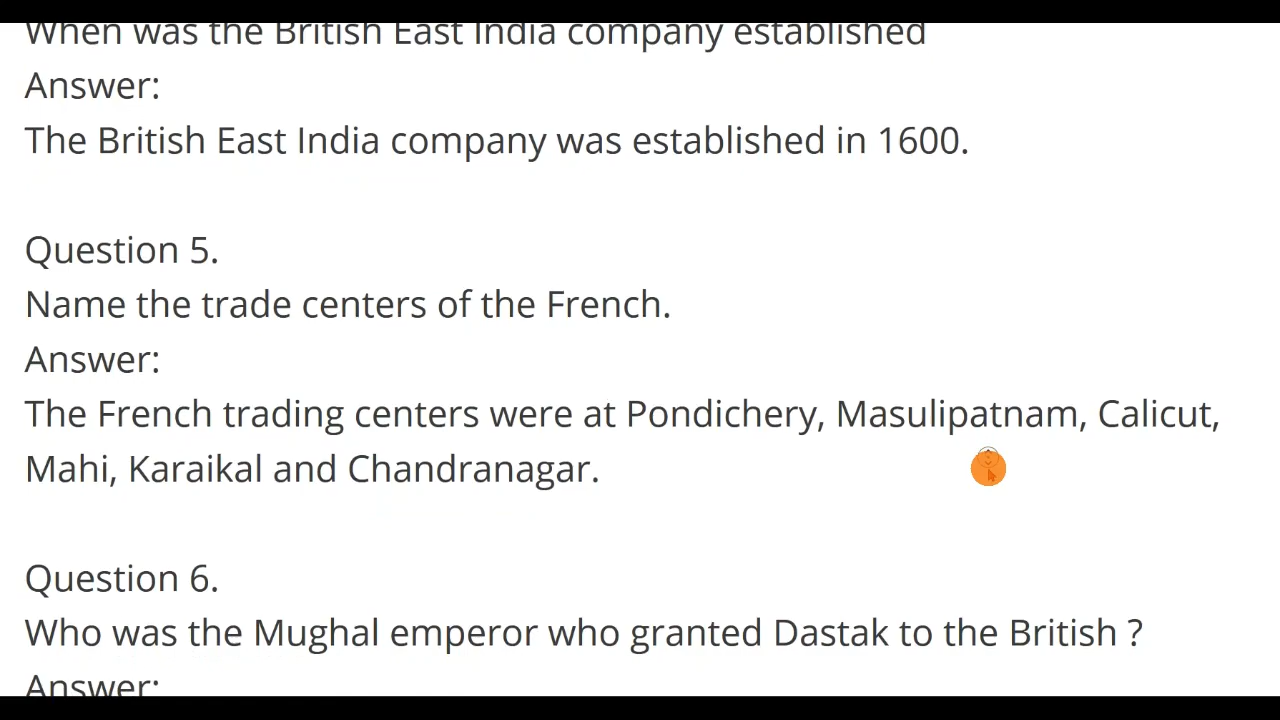 When was the British East India company established
Answer:
The British East India company was established in 1600.
Question 5.
Name the trade centers of the French.
Answer:
The French trading centers were at Pondichery, Masulipatnam, Calicut,
Mahi, Karaikal and Chandranagar.
Question 6.
Who was the Mughal emperor who granted Dastak to the British ?
Answer: